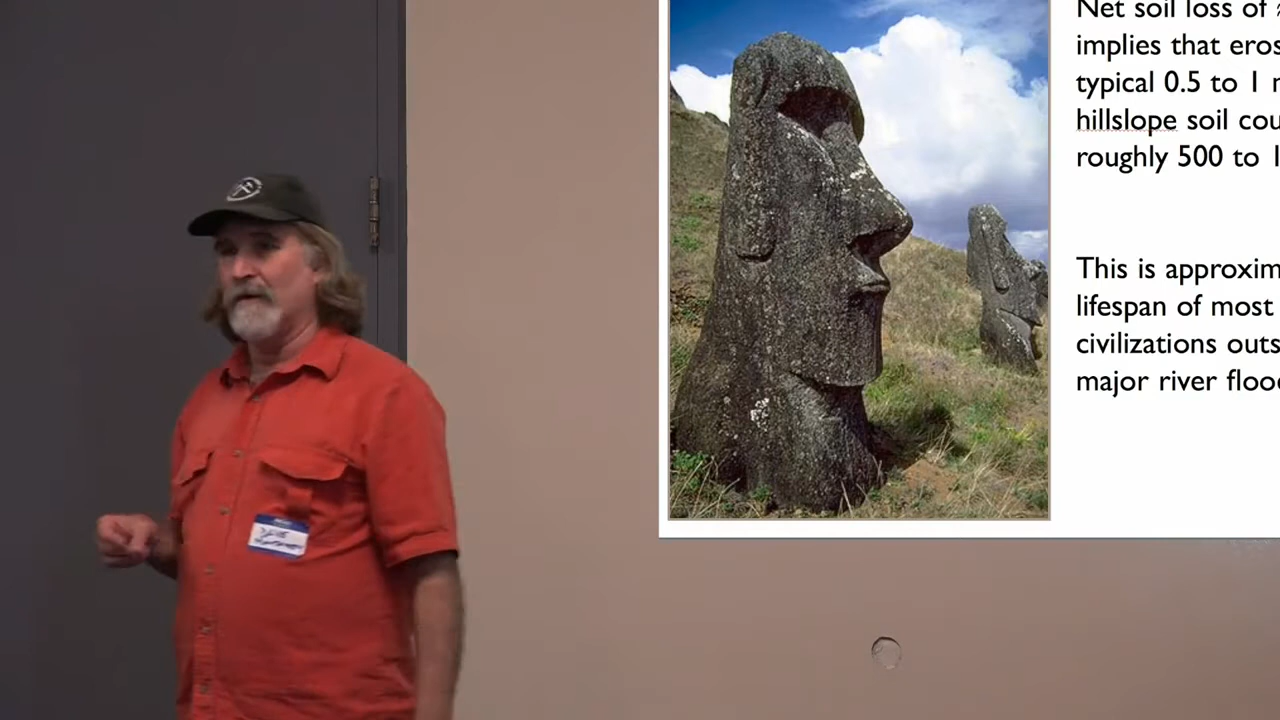 Net soil loss of
implies that eros
typical 0.5 to 1
hillslope soil cou
roughly 500 to 1
This is approxim
lifespan of most
civilizations outs
major river flood